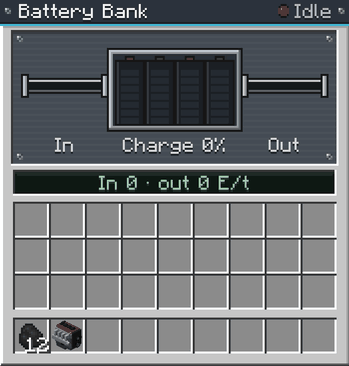 Battery Bank
Idle
In
Charge 0%
Out
In 0 · out 0 E/t
12